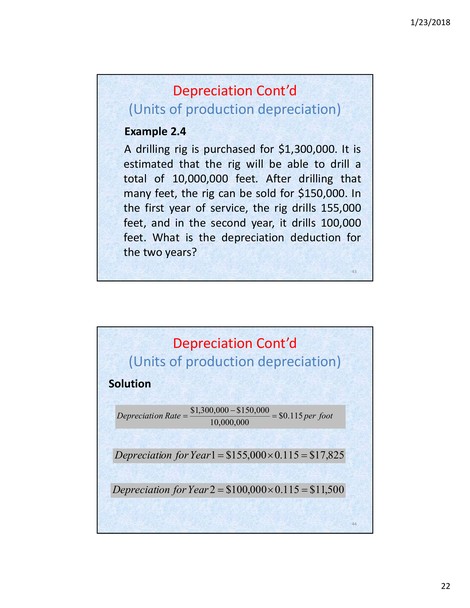 1/23/2018
Depreciation Cont’d
(Units of production depreciation)
Example 2.4
A drilling rig is purchased for $1,300,000. It is
estimated that the rig will be able to drill a
total of 10,000,000 feet. After drilling that
many feet, the rig can be sold for $150,000. In
the first year of service, the rig drills 155,000
feet, and in the second year, it drills 100,000
feet. What is the depreciation deduction for
the two years?
Depreciation Cont’d
(Units of production depreciation)
Solution
Depreciation Rate = $1,300,000 − $150,000 / 10,000,000 = $0.115 per foot
Depreciation for Year 1 = $155,000 × 0.115 = $17,825
Depreciation for Year 2 = $100,000 × 0.115 = $11,500
22